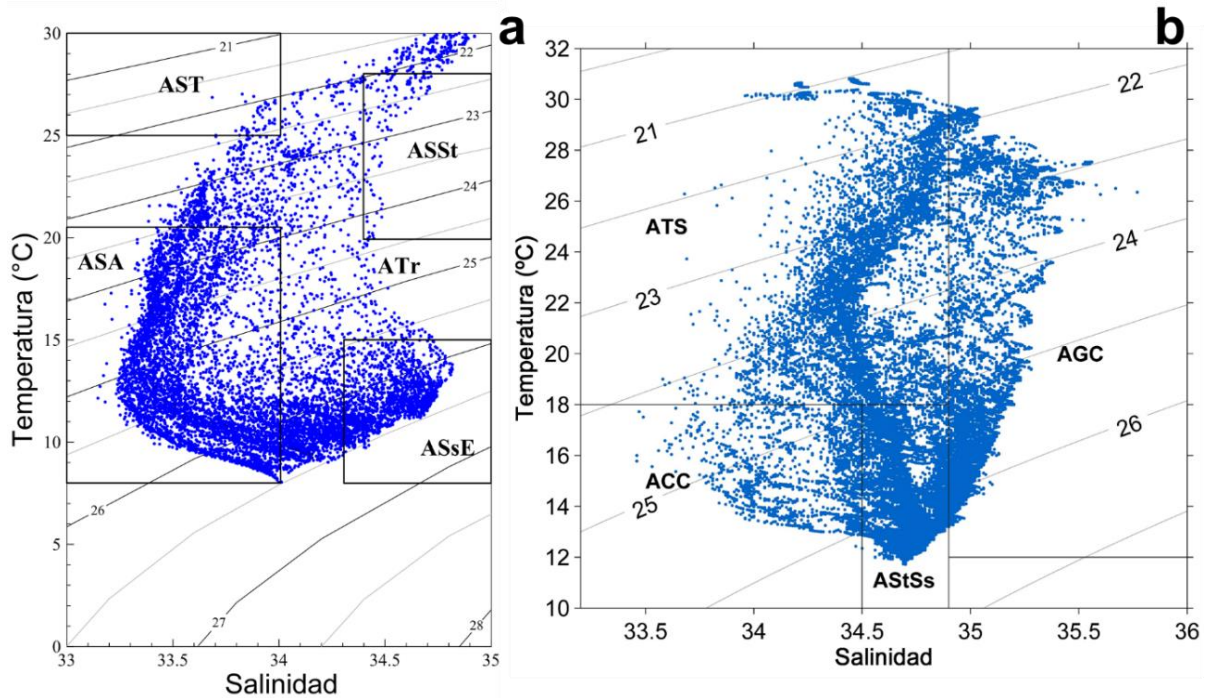 a
Temperatura (°C)
30
25
20
15
10
5
0
21
22
AST
23
ASSt
24
ASA
ATr
25
ASsE
26
27
28
33
33.5
34
34.5
35
Salinidad
b
Temperatura (ºC)
32
30
28
26
24
22
20
18
16
14
12
10
21
22
ATS
23
24
AGC
26
ACC
25
AStSs
33.5
34
34.5
35
35.5
36
Salinidad